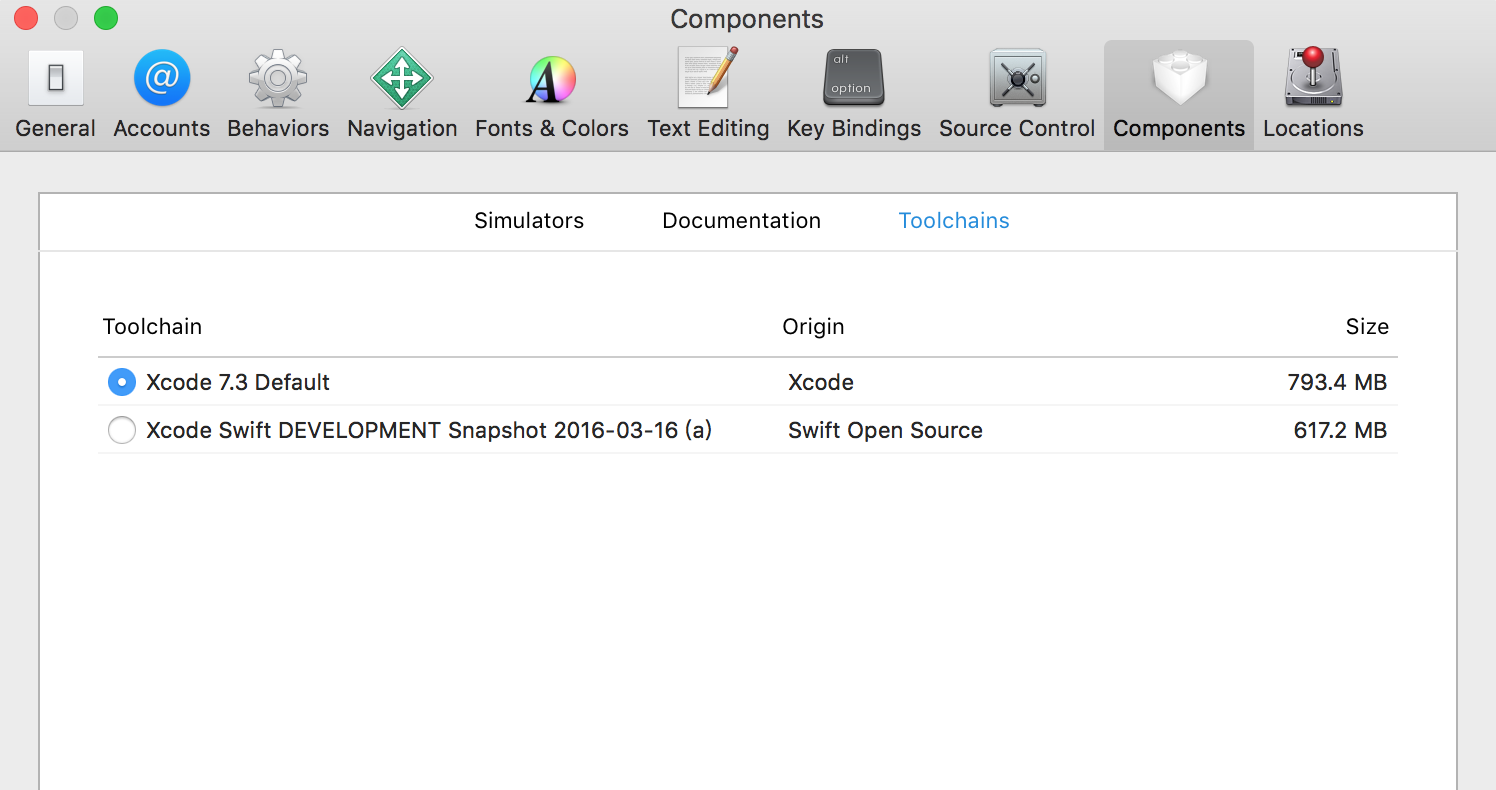 Components
@
A
alt
option
General Accounts Behaviors Navigation Fonts & Colors Text Editing Key Bindings Source Control Components Locations
Simulators Documentation Toolchains
Toolchain Origin Size
Xcode 7.3 Default Xcode 793.4 MB
Xcode Swift DEVELOPMENT Snapshot 2016-03-16 (a) Swift Open Source 617.2 MB